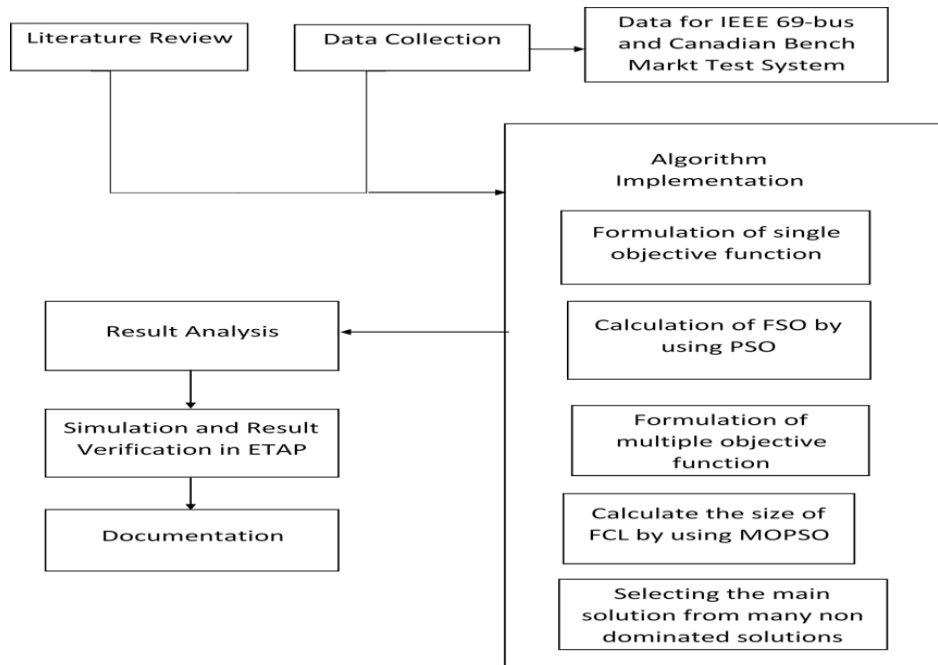 Literature Review
Data Collection
Data for IEEE 69-bus
and Canadian Bench
Markt Test System
Algorithm
Implementation
Formulation of single
objective function
Calculation of FSO by
using PSO
Formulation of
multiple objective
function
Calculate the size of
FCL by using MOPSO
Selecting the main
solution from many non
dominated solutions
Result Analysis
Simulation and Result
Verification in ETAP
Documentation